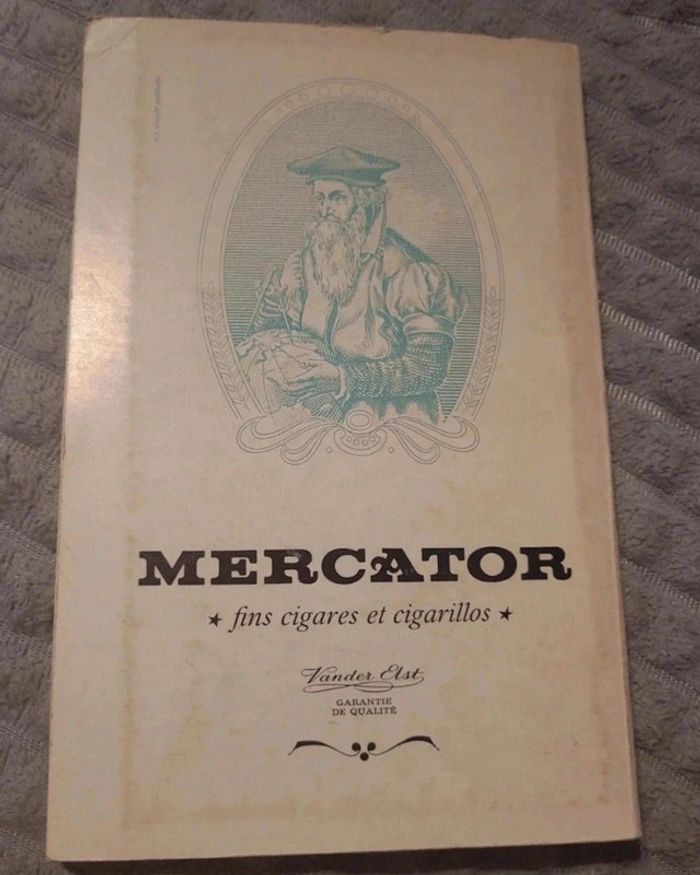 MERCATOR
★ fins cigares et cigarillos ★
Vander Elst
GARANTIE
DE QUALITÉ